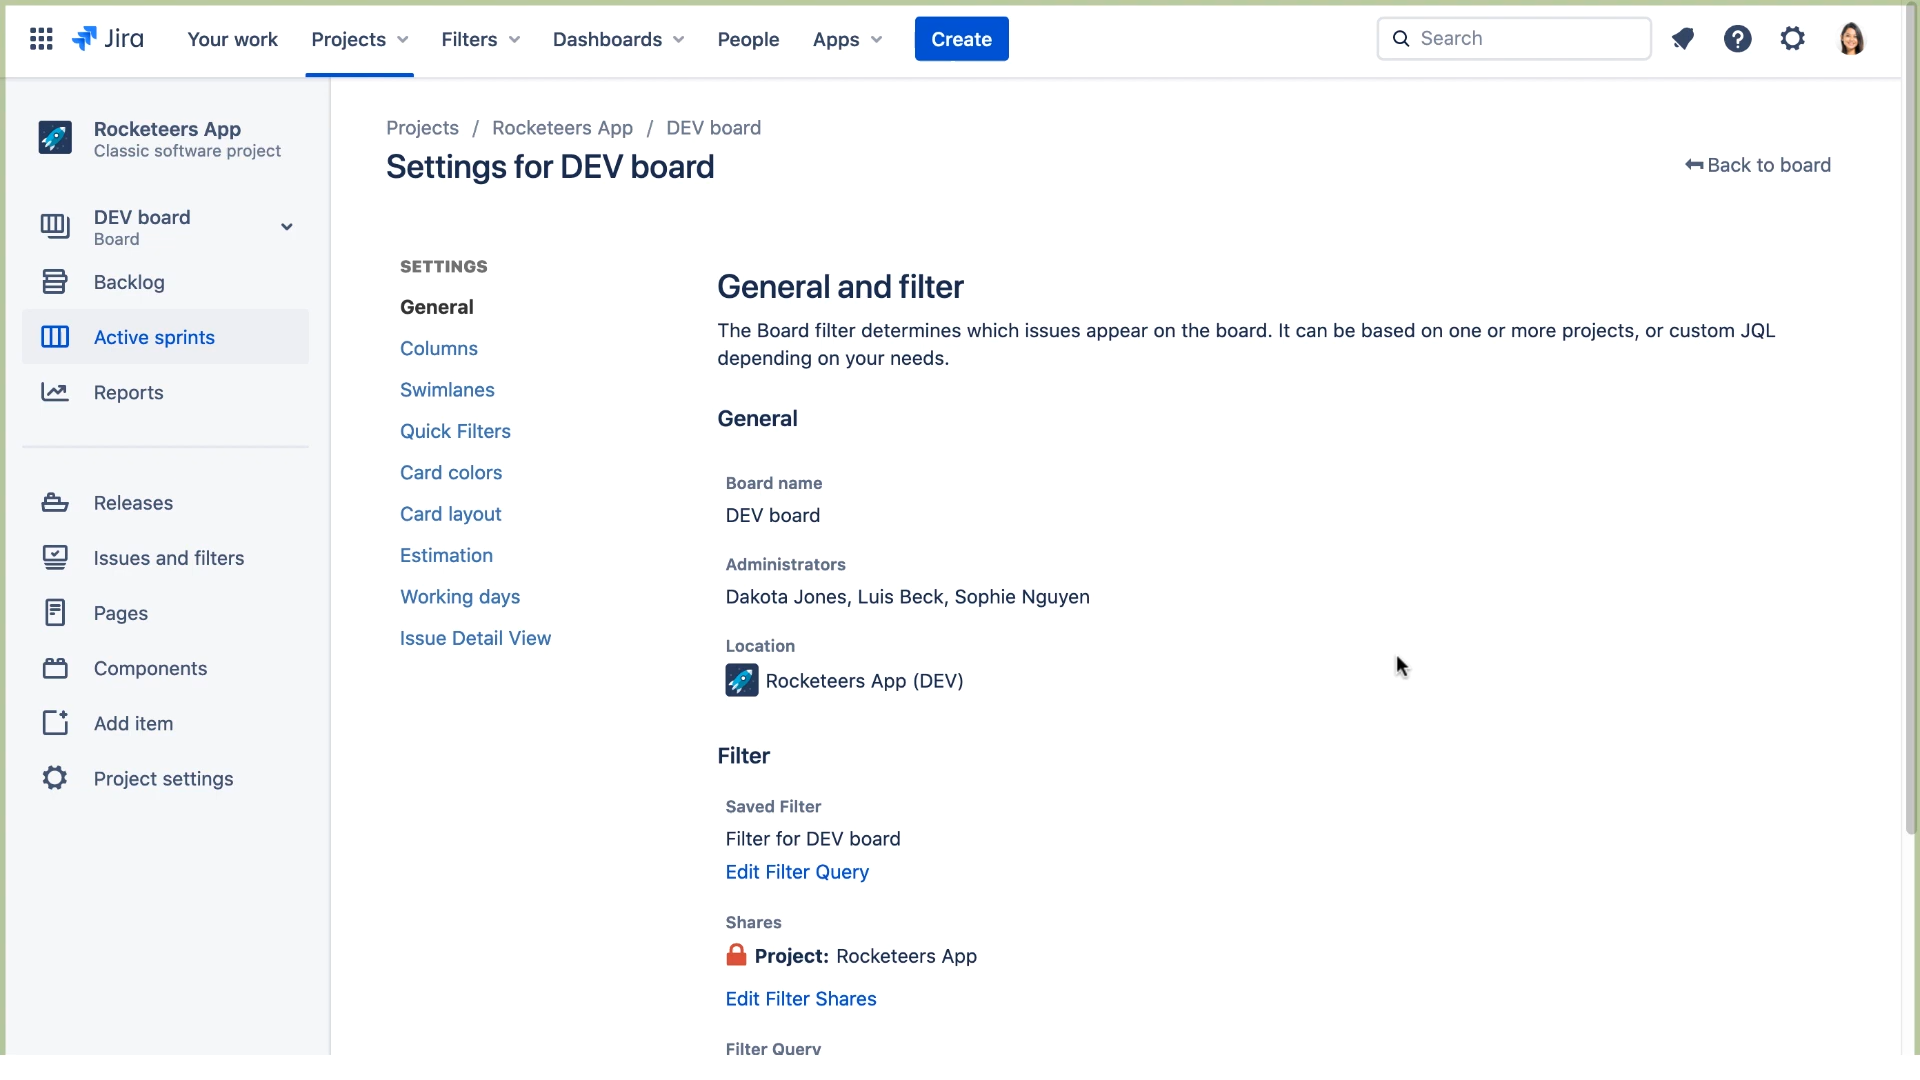 Jira
Your work
Projects
Filters
Dashboards
People
Apps
Create
Search
Rocketeers App
Classic software project
DEV board
Board
Backlog
Active sprints
Reports
Releases
Issues and filters
Pages
Components
Add item
Project settings
Projects / Rocketeers App / DEV board
Settings for DEV board
Back to board
SETTINGS
General
Columns
Swimlanes
Quick Filters
Card colors
Card layout
Estimation
Working days
Issue Detail View
General and filter
The Board filter determines which issues appear on the board. It can be based on one or more projects, or custom JQL
depending on your needs.
General
Board name
DEV board
Administrators
Dakota Jones, Luis Beck, Sophie Nguyen
Location
Rocketeers App (DEV)
Filter
Saved Filter
Filter for DEV board
Edit Filter Query
Shares
Project: Rocketeers App
Edit Filter Shares
Filter Query